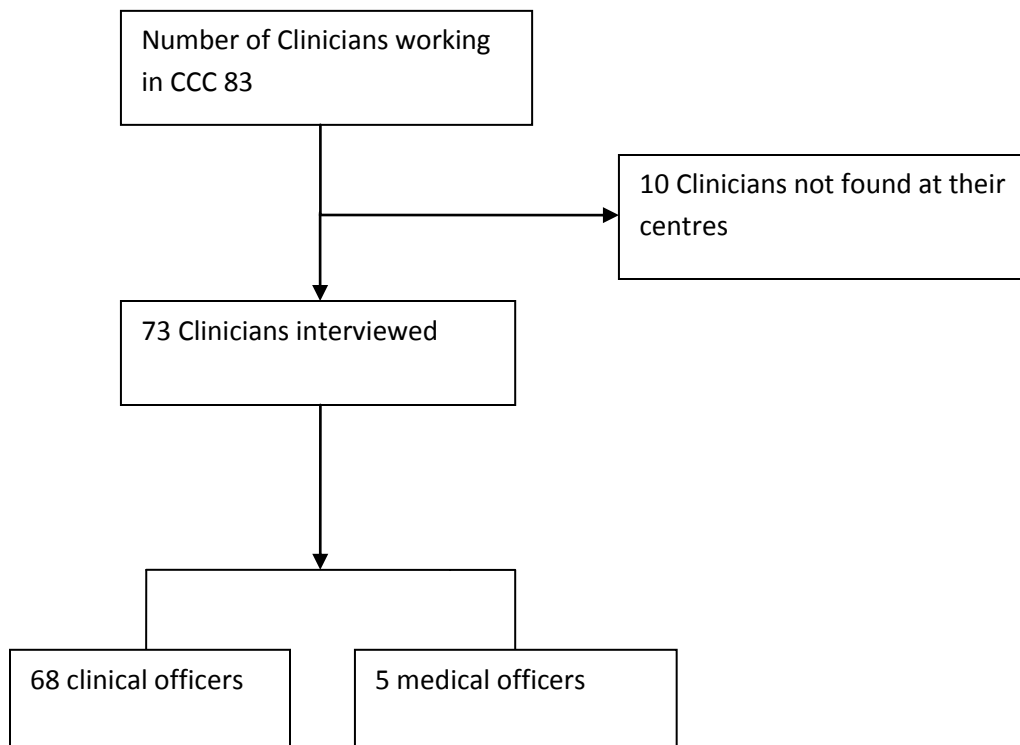 Number of Clinicians working
in CCC 83
10 Clinicians not found at their
centres
73 Clinicians interviewed
68 clinical officers
5 medical officers